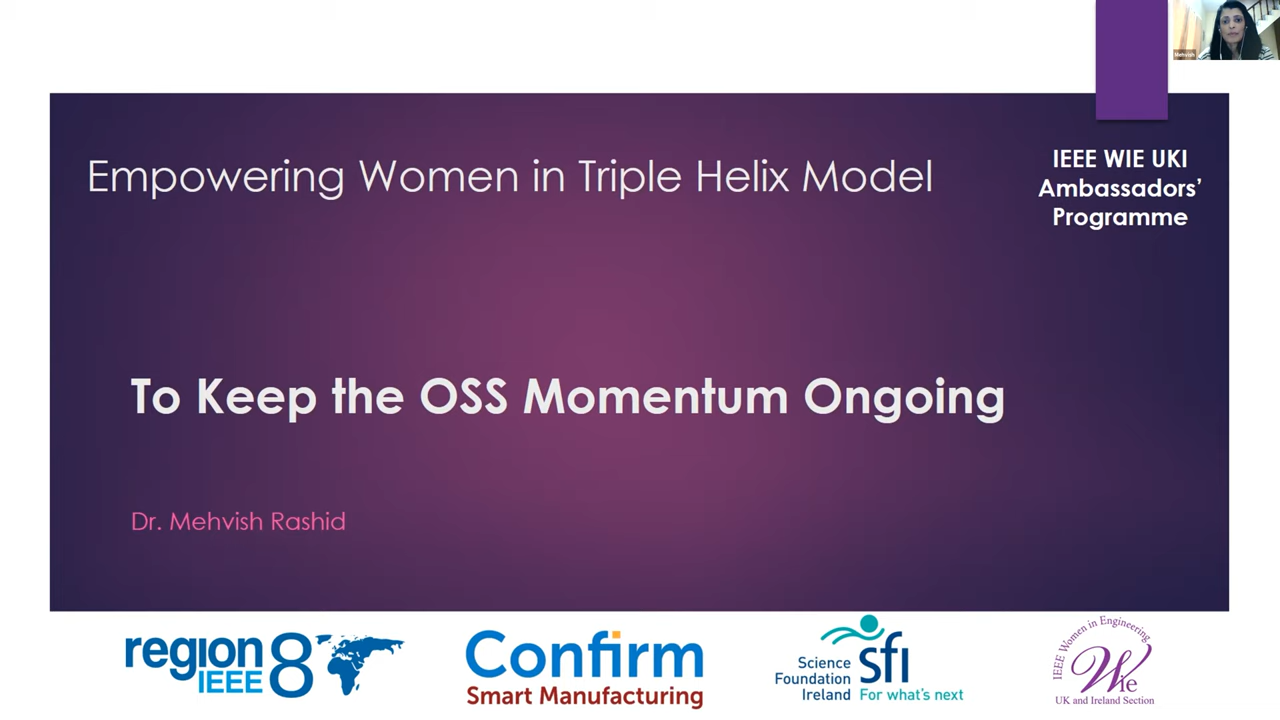 Mehvish
Empowering Women in Triple Helix Model
IEEE WIE UKI
Ambassadors’
Programme
To Keep the OSS Momentum Ongoing
Dr. Mehvish Rashid
region
IEEE
8
Confirm
Smart Manufacturing
Science
Foundation
Ireland
sfi
For what's next
IEEE Women in Engineering
Wie
UK and Ireland Section